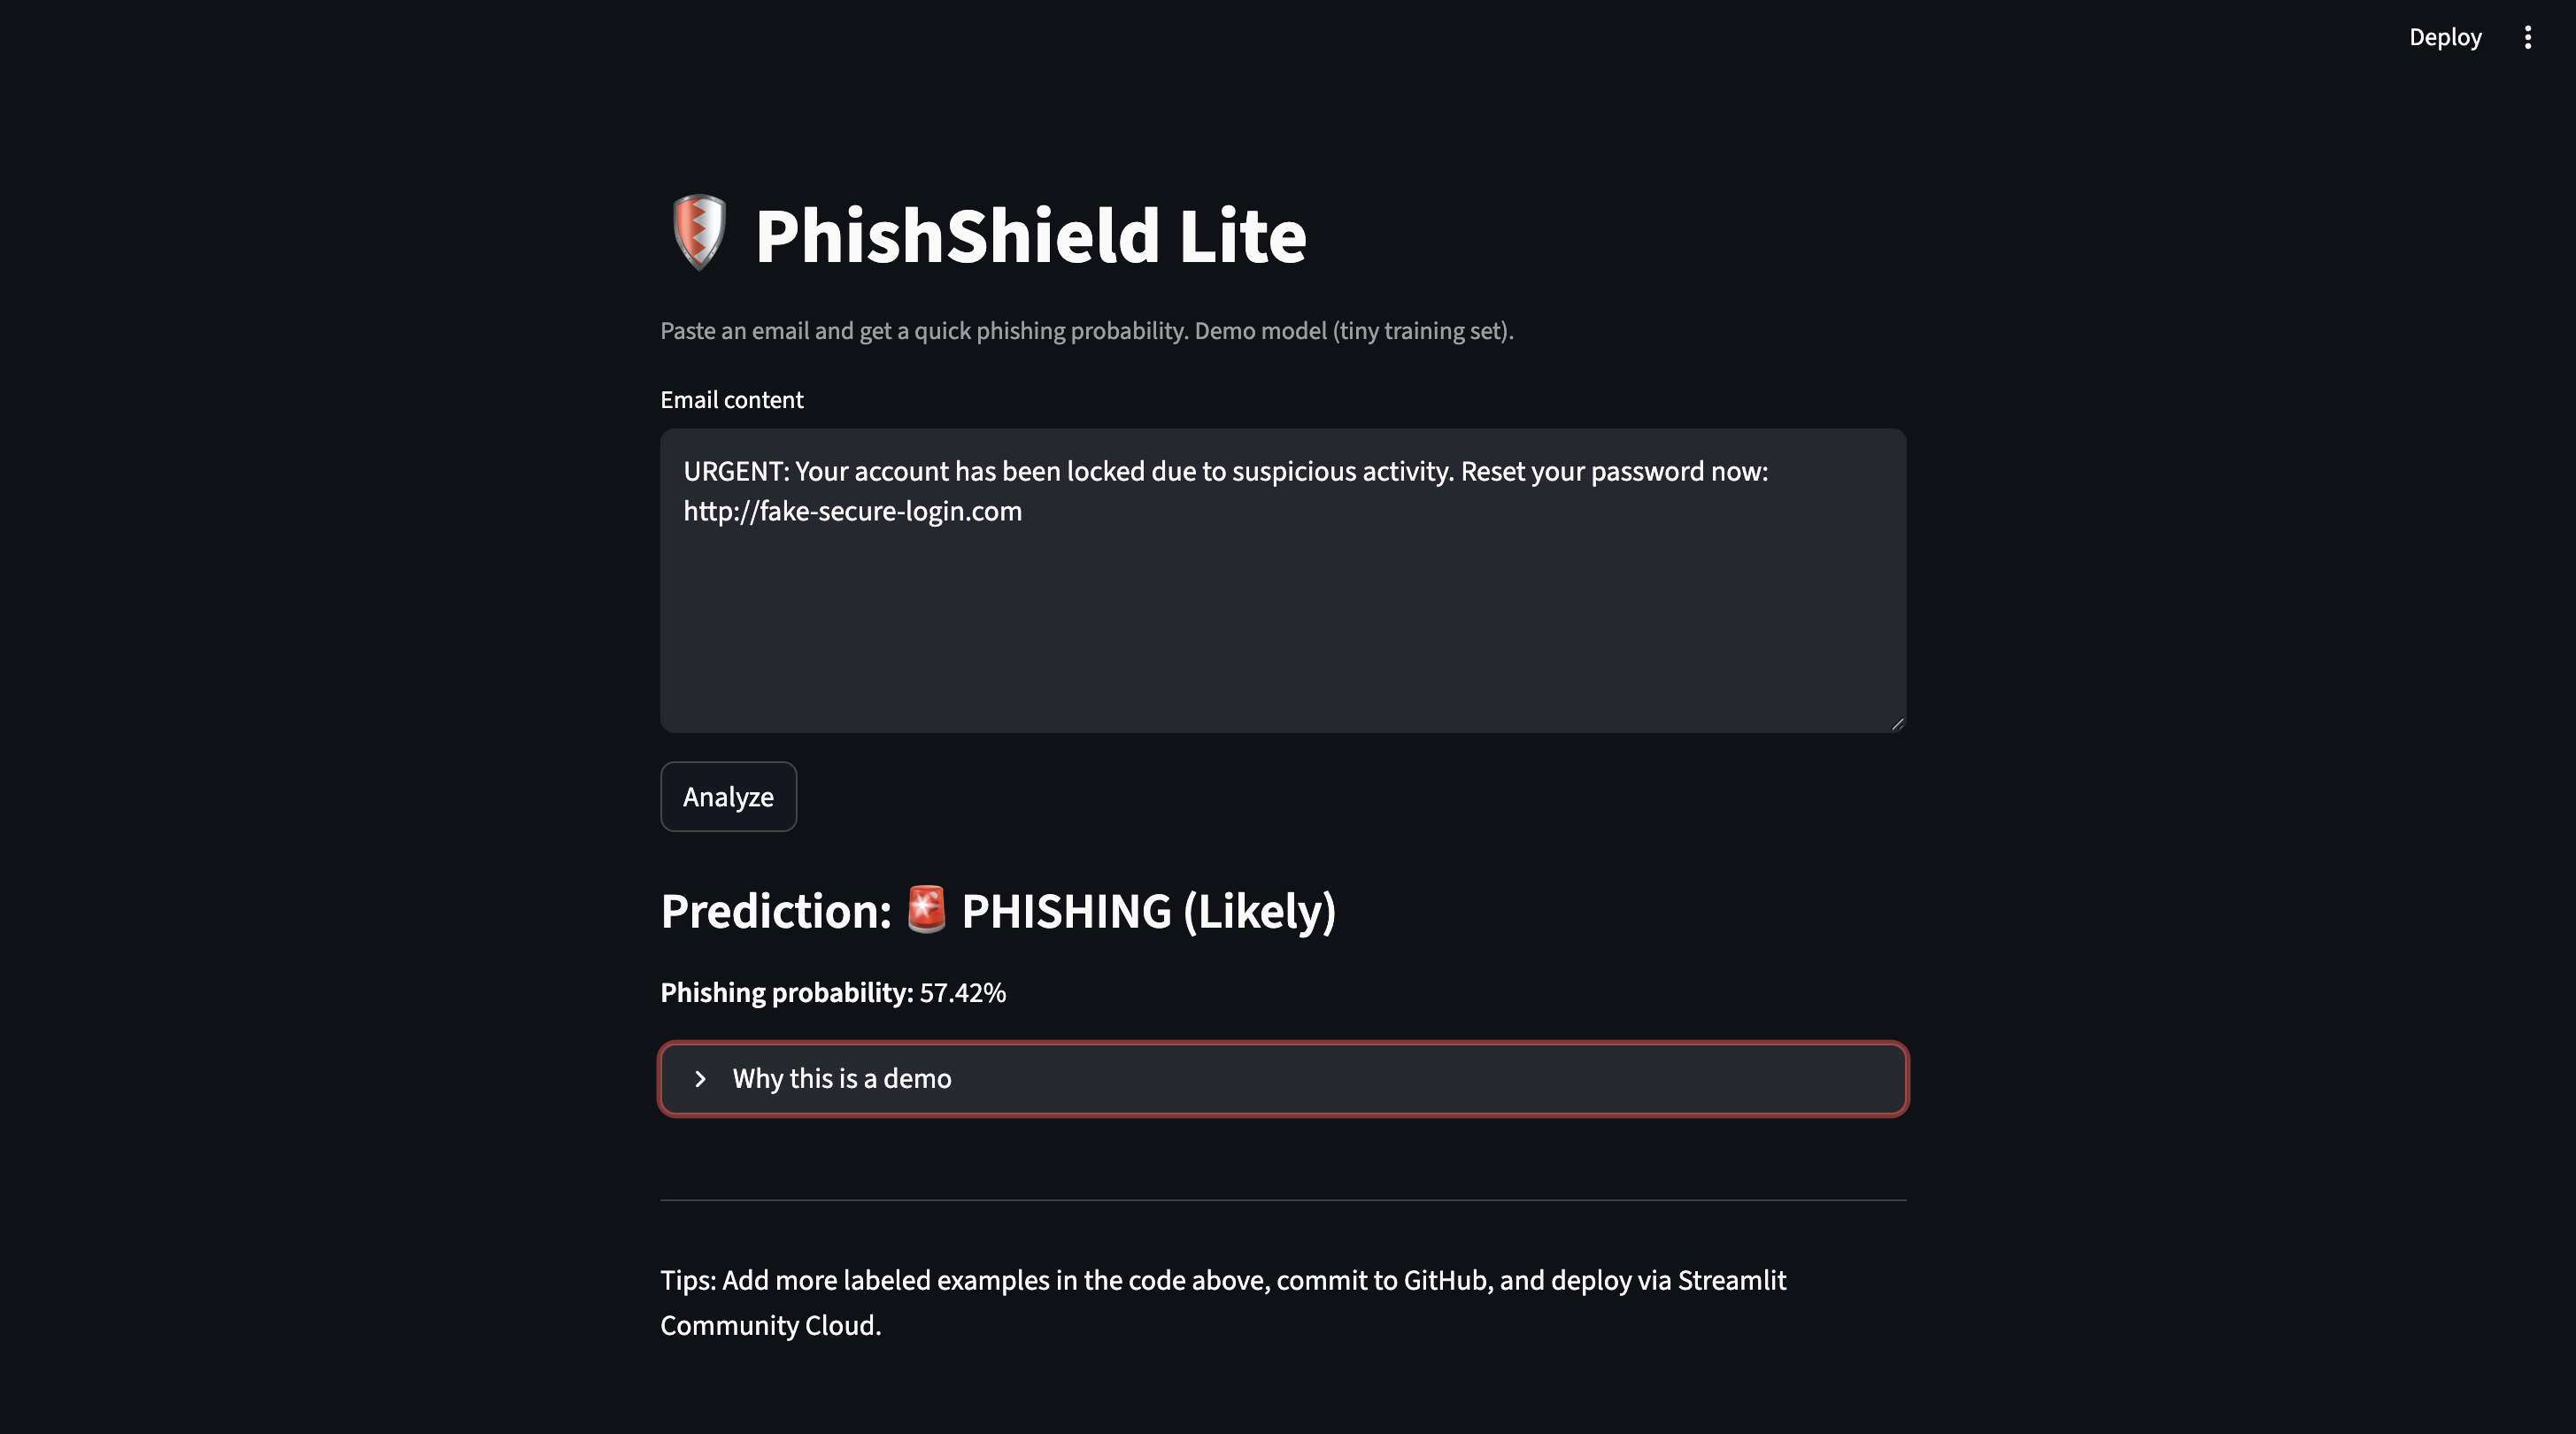 Deploy
PhishShield Lite
Paste an email and get a quick phishing probability. Demo model (tiny training set).
Email content
URGENT: Your account has been locked due to suspicious activity. Reset your password now:
http://fake-secure-login.com
Analyze
Prediction: 🚨 PHISHING (Likely)
Phishing probability: 57.42%
Why this is a demo
Tips: Add more labeled examples in the code above, commit to GitHub, and deploy via Streamlit
Community Cloud.